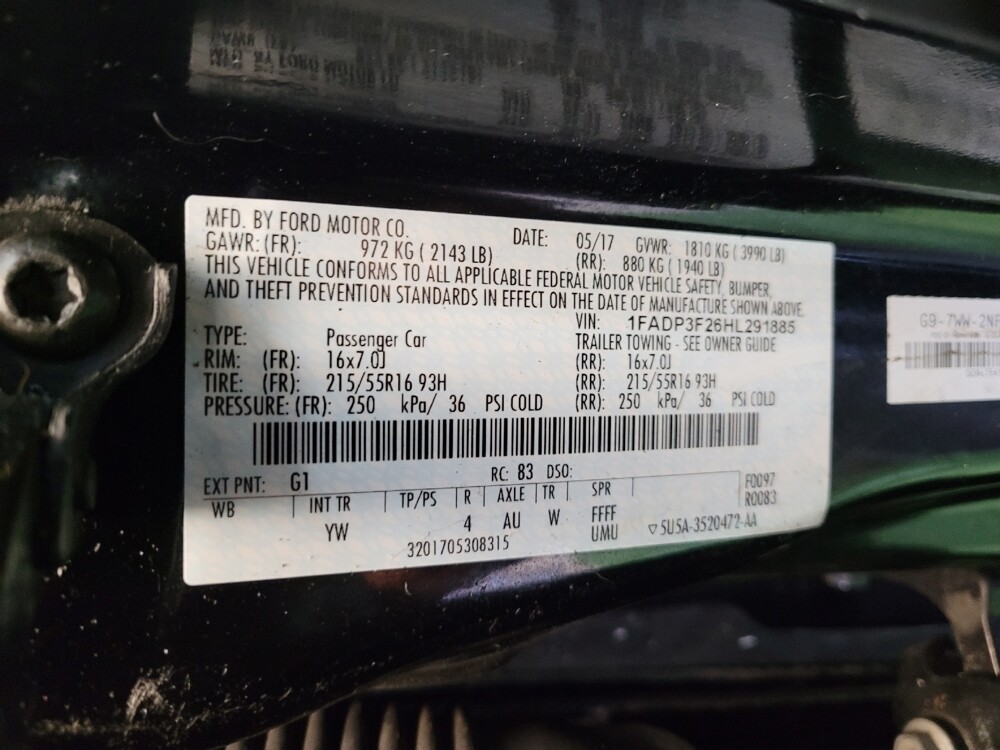 MFD. BY FORD MOTOR CO. DATE: 05/17 GVWR: 1810 KG ( 3990 LB)
GAWR: (FR): 972 KG ( 2143 LB) (RR): 880 KG ( 1940 LB)
THIS VEHICLE CONFORMS TO ALL APPLICABLE FEDERAL MOTOR VEHICLE SAFETY, BUMPER,
AND THEFT PREVENTION STANDARDS IN EFFECT ON THE DATE OF MANUFACTURE SHOWN ABOVE.
VIN: 1FADP3F26HL291885
TYPE: Passenger Car TRAILER TOWING - SEE OWNER GUIDE
RIM: (FR): 16x7.0J (RR): 16x7.0J
TIRE: (FR): 215/55R16 93H (RR): 215/55R16 93H
PRESSURE: (FR): 250 kPa/ 36 PSI COLD (RR): 250 kPa/ 36 PSI COLD
EXT PNT: G1 RC: 83 DSO: F0097
WB INT TR TP/PS R AXLE TR SPR R0083
YW 4 AU W FFFF
3201705308315 UMU ▽5U5A-3520472-AA
G9-7WW-2NF